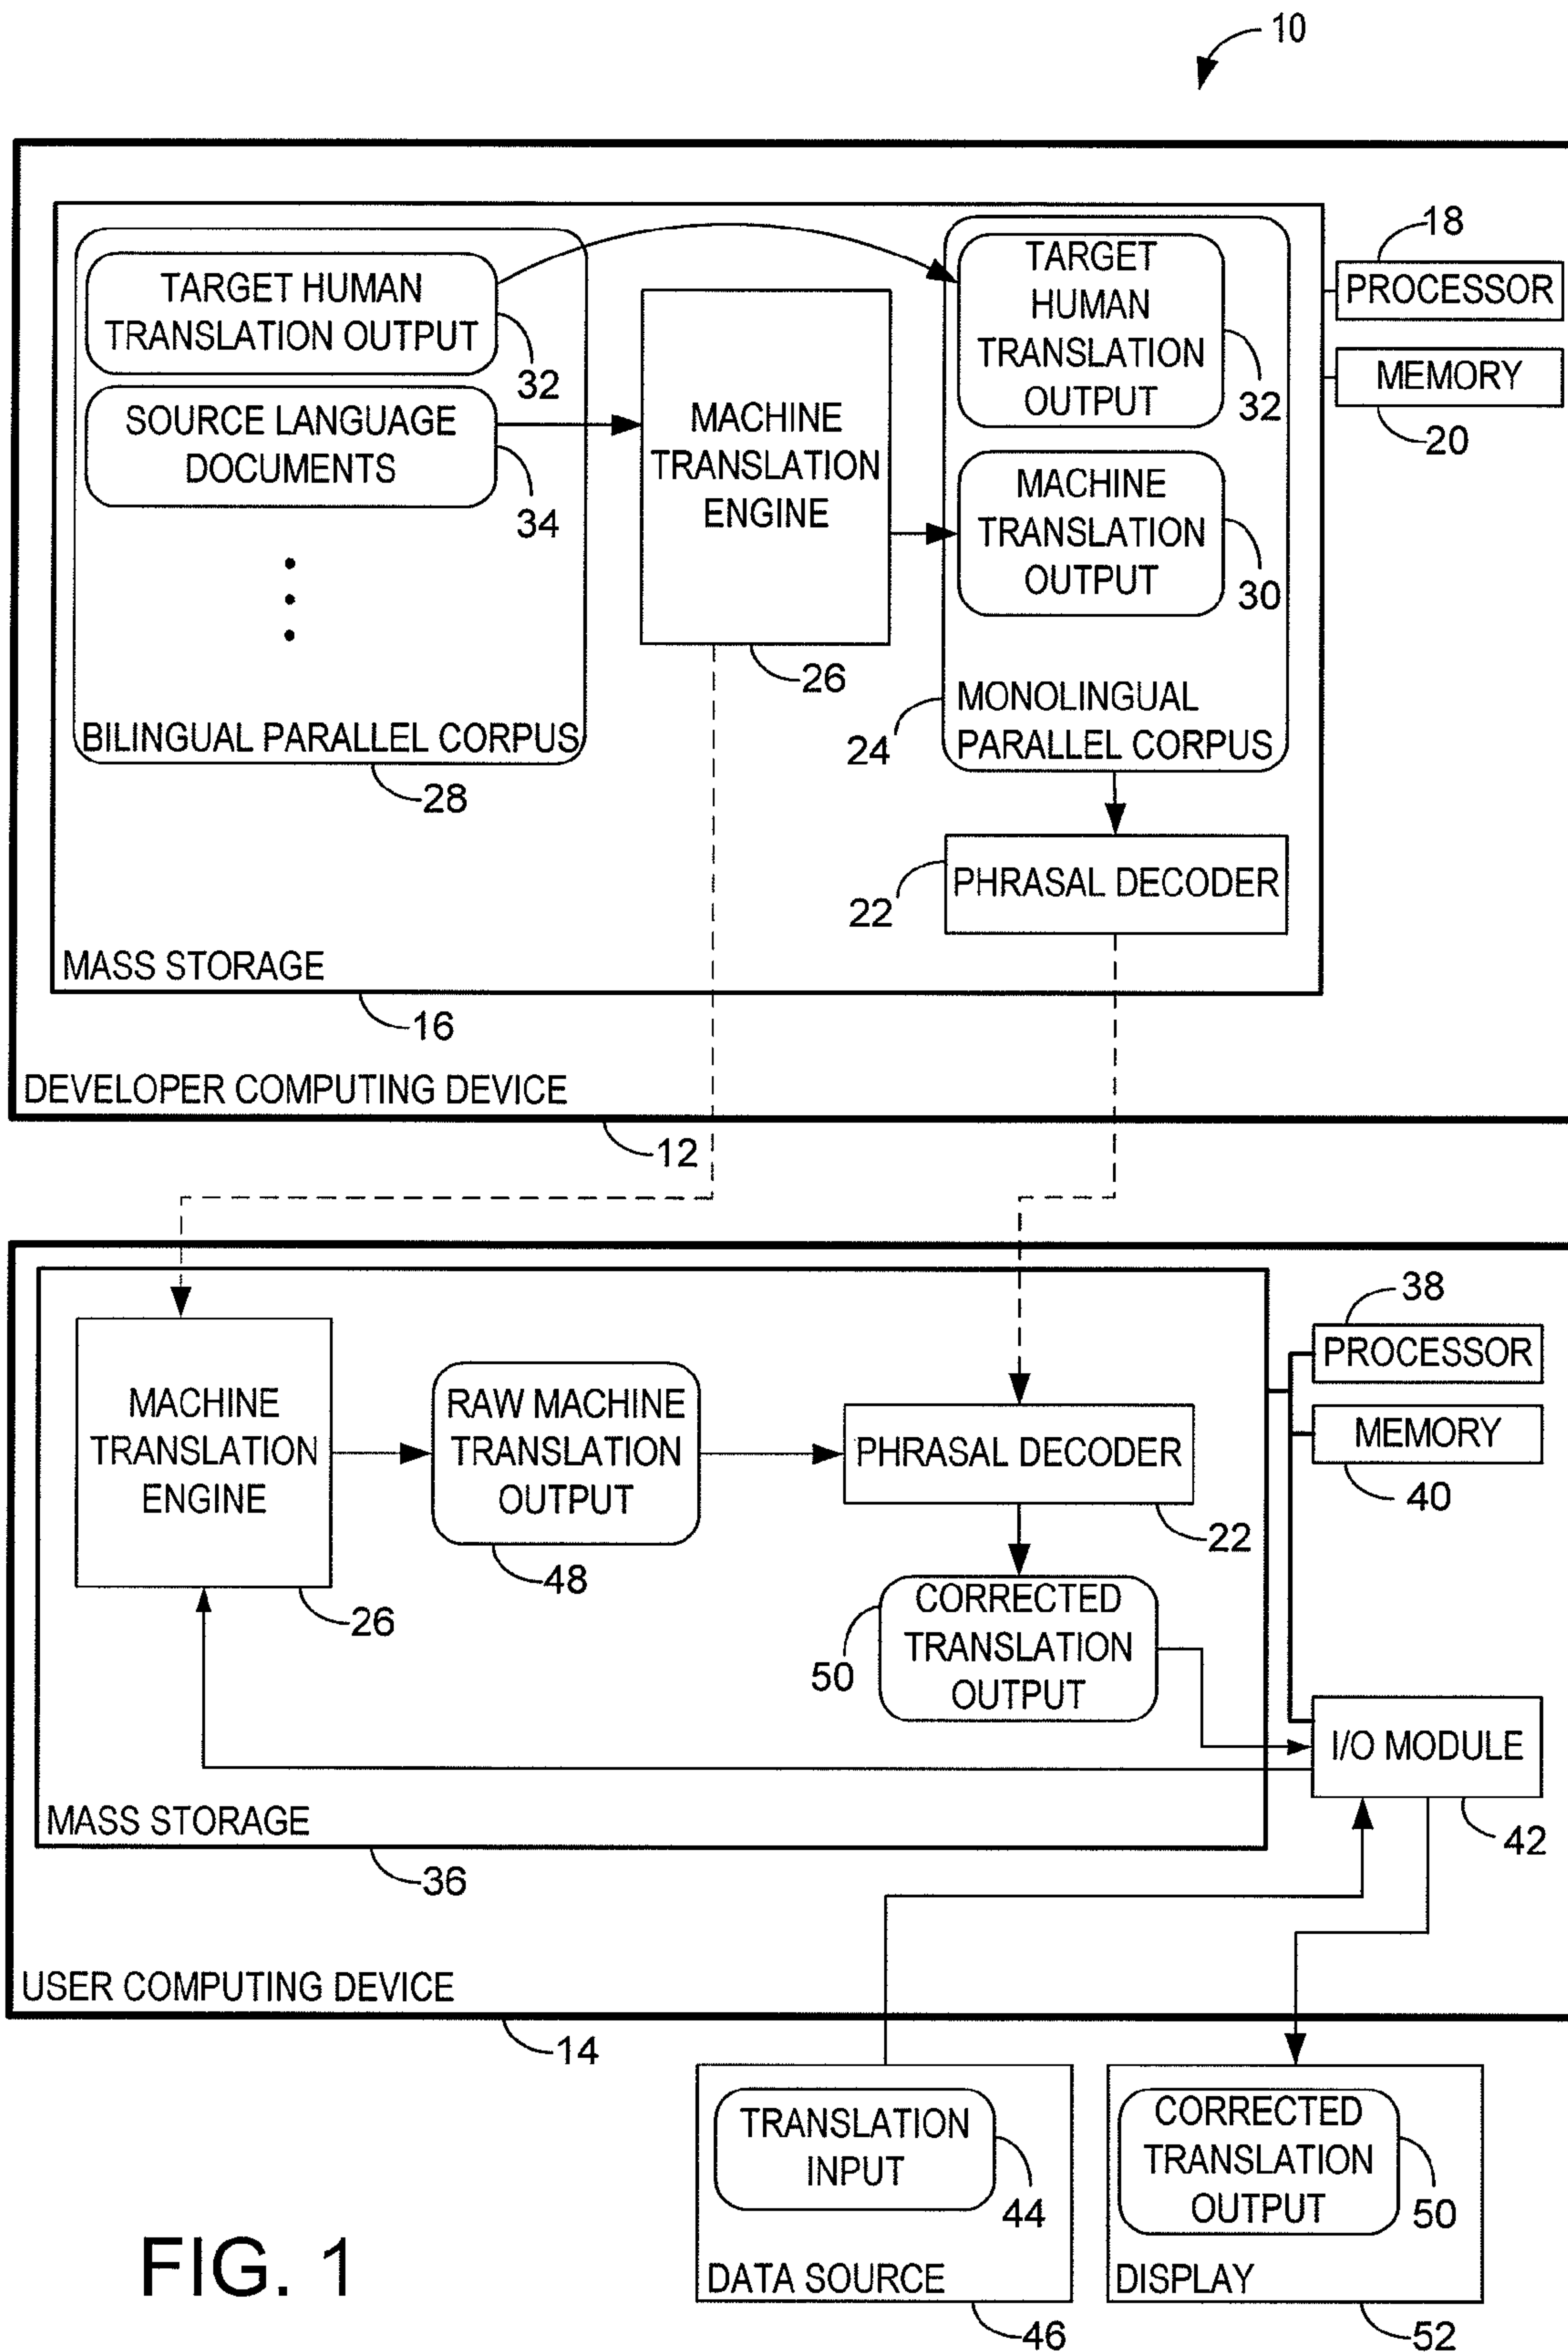 10
TARGET HUMAN
TRANSLATION OUTPUT
32
SOURCE LANGUAGE
DOCUMENTS
34
BILINGUAL PARALLEL CORPUS
28
MACHINE
TRANSLATION
ENGINE
26
TARGET
HUMAN
TRANSLATION
OUTPUT
32
MACHINE
TRANSLATION
OUTPUT
30
MONOLINGUAL
PARALLEL CORPUS
24
PHRASAL DECODER
22
18
PROCESSOR
MEMORY
20
MASS STORAGE
16
DEVELOPER COMPUTING DEVICE
12
MACHINE
TRANSLATION
ENGINE
26
RAW MACHINE
TRANSLATION
OUTPUT
48
PHRASAL DECODER
22
CORRECTED
TRANSLATION
OUTPUT
50
38
PROCESSOR
MEMORY
40
I/O MODULE
42
MASS STORAGE
36
USER COMPUTING DEVICE
14
TRANSLATION
INPUT
44
DATA SOURCE
46
CORRECTED
TRANSLATION
OUTPUT
50
DISPLAY
52
FIG. 1